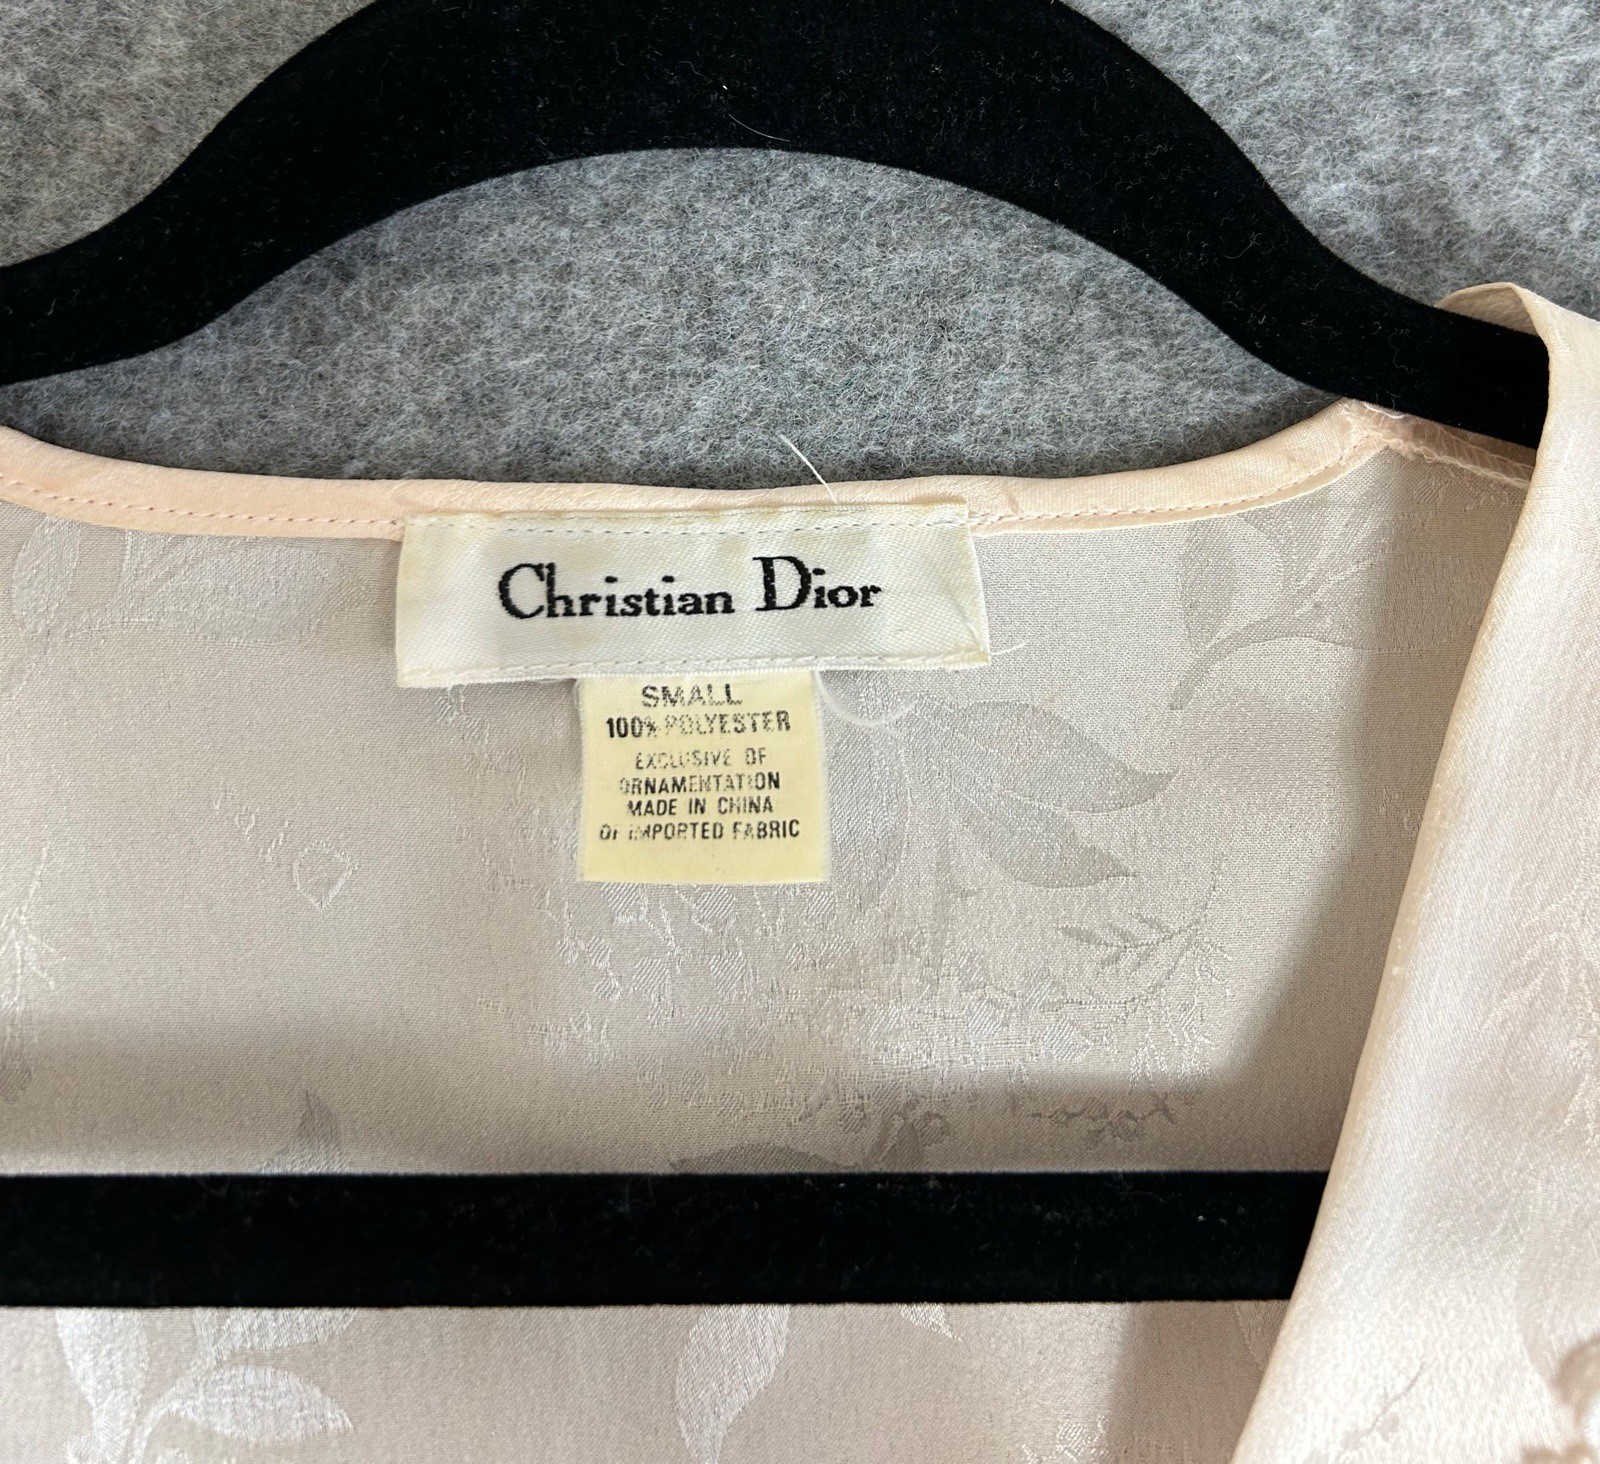 Christian Dior
SMALL
100% POLYESTER
EXCLUSIVE OF
ORNAMENTATION
MADE IN CHINA
OF IMPORTED FABRIC